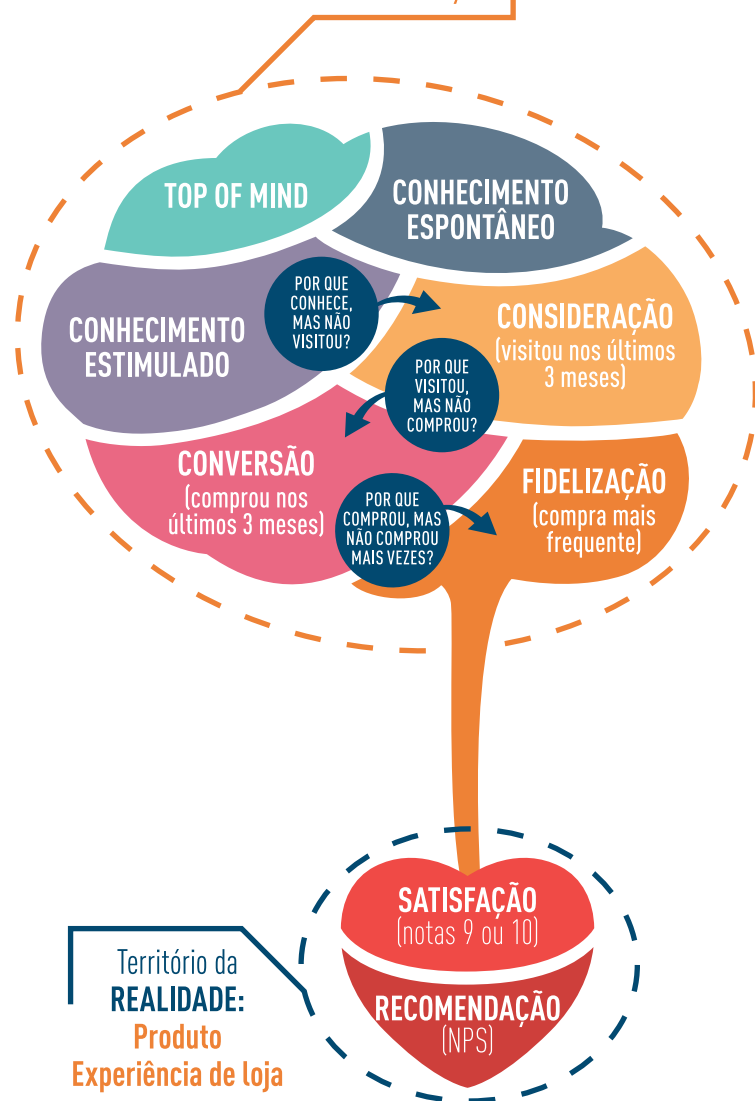 TOP OF MIND
CONHECIMENTO
ESPONTÂNEO
CONHECIMENTO
ESTIMULADO
POR QUE
CONHECE,
MAS NÃO
VISITOU?
CONSIDERAÇÃO
(visitou nos últimos
3 meses)
POR QUE
VISITOU,
MAS NÃO
COMPROU?
CONVERSÃO
(comprou nos
últimos 3 meses)
POR QUE
COMPROU, MAS
NÃO COMPROU
MAIS VEZES?
FIDELIZAÇÃO
(compra mais
frequente)
SATISFAÇÃO
(notas 9 ou 10)
RECOMENDAÇÃO
(NPS)
Território da
REALIDADE:
Produto
Experiência de loja